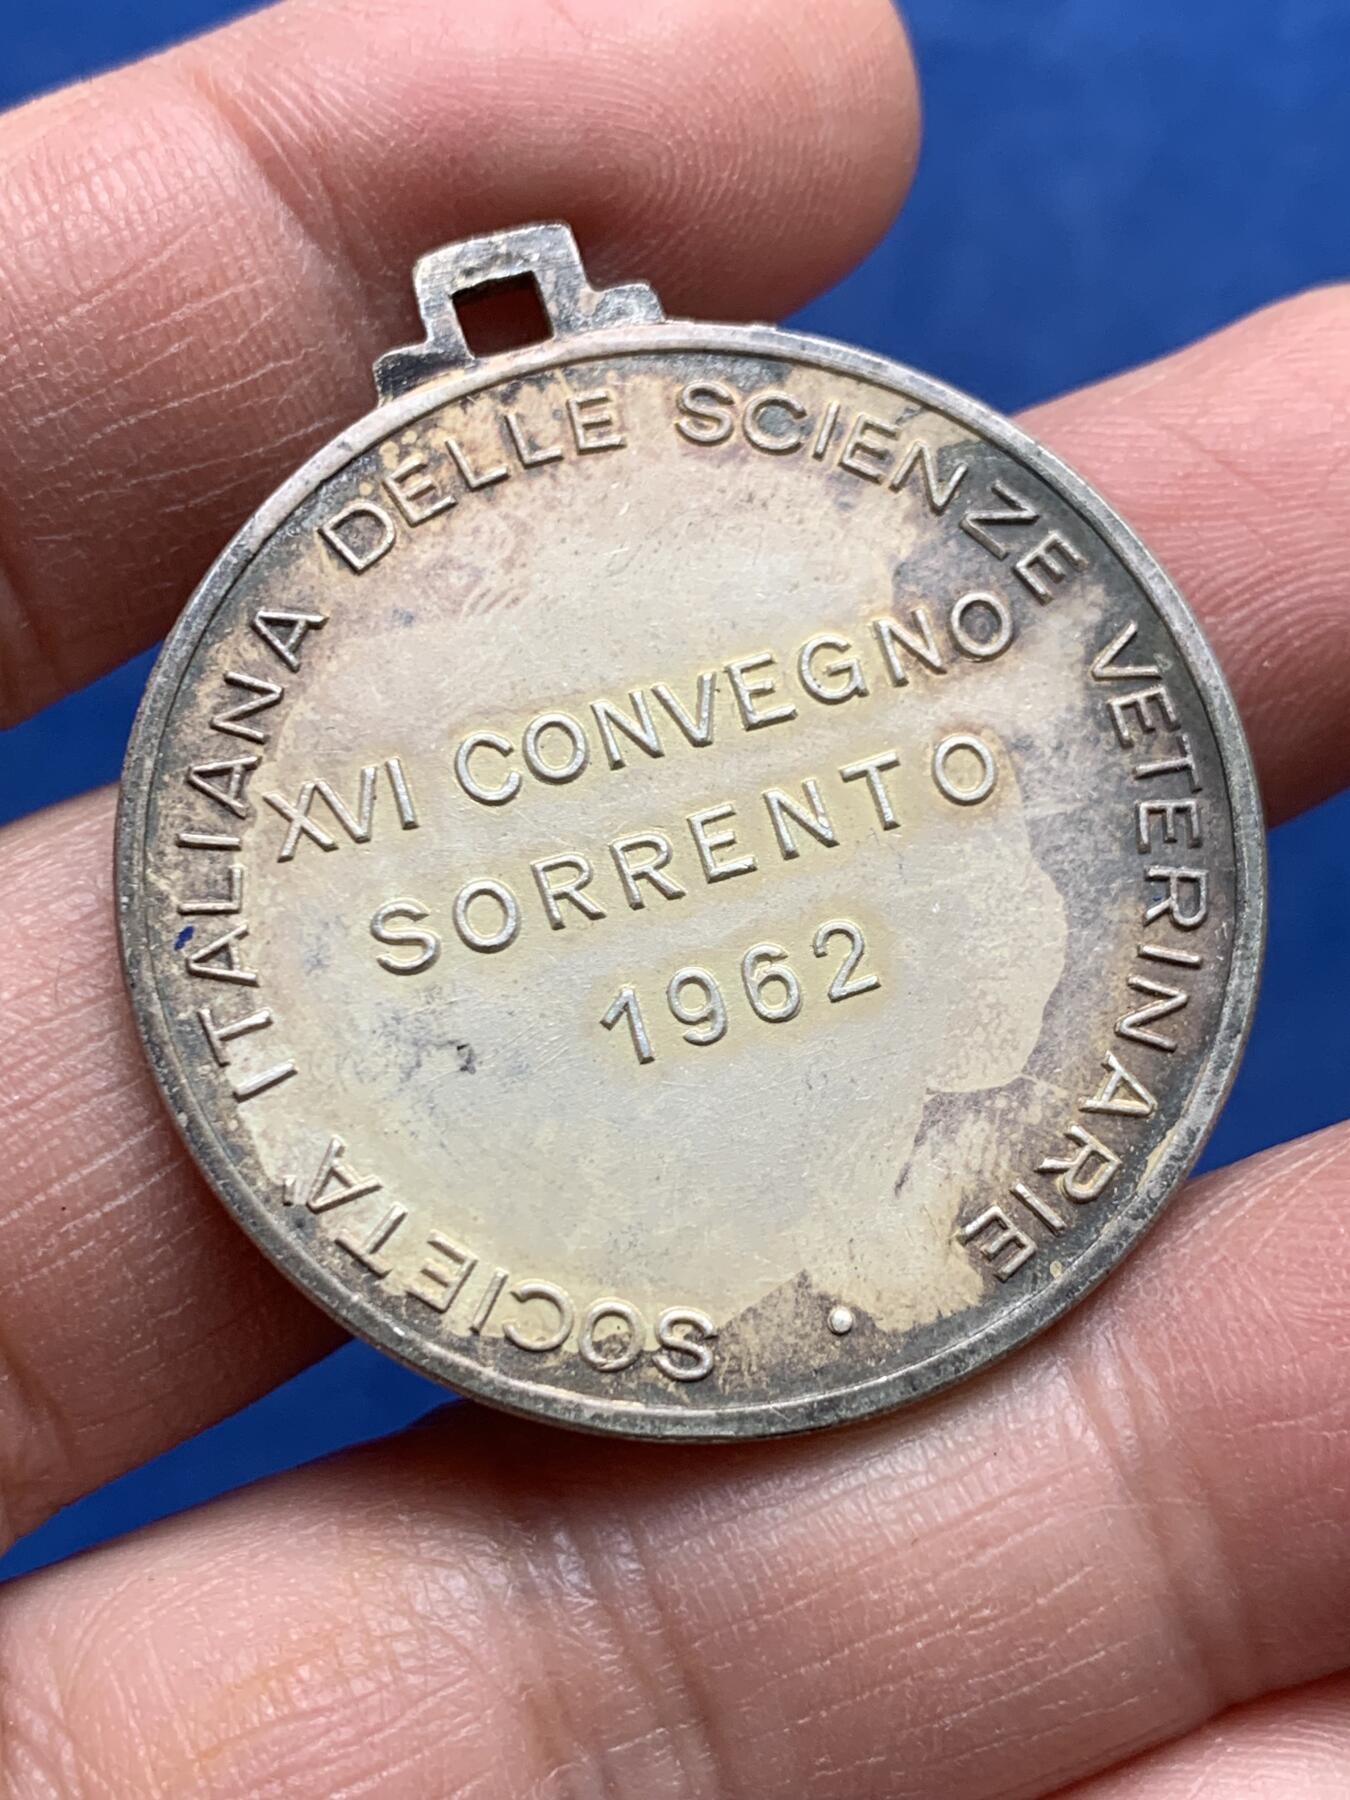 SOCIETA' ITALIANA DELLE SCIENZE VETERINARIE •
XVI CONVEGNO
SORRENTO
1962